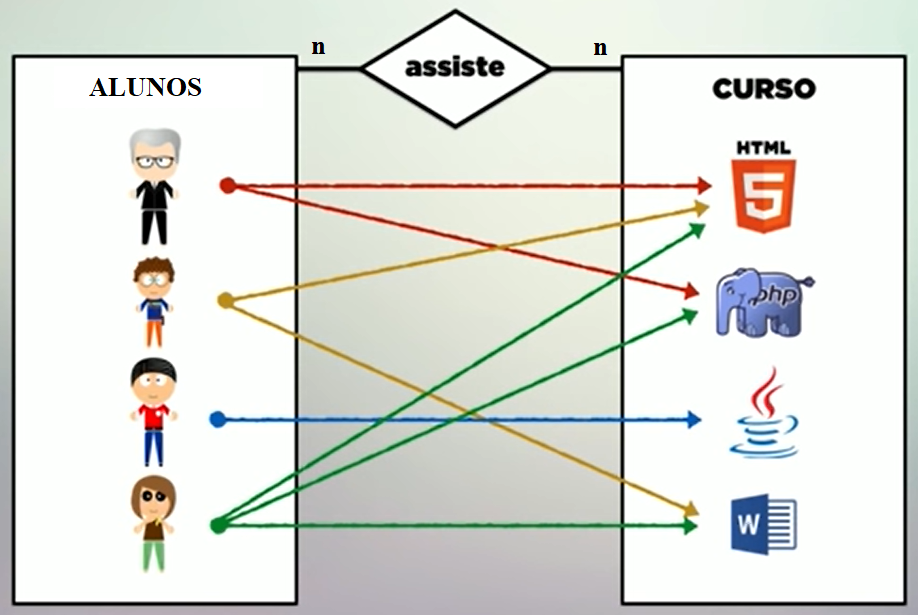 n
assiste
n
ALUNOS
CURSO
HTML
5
php
W